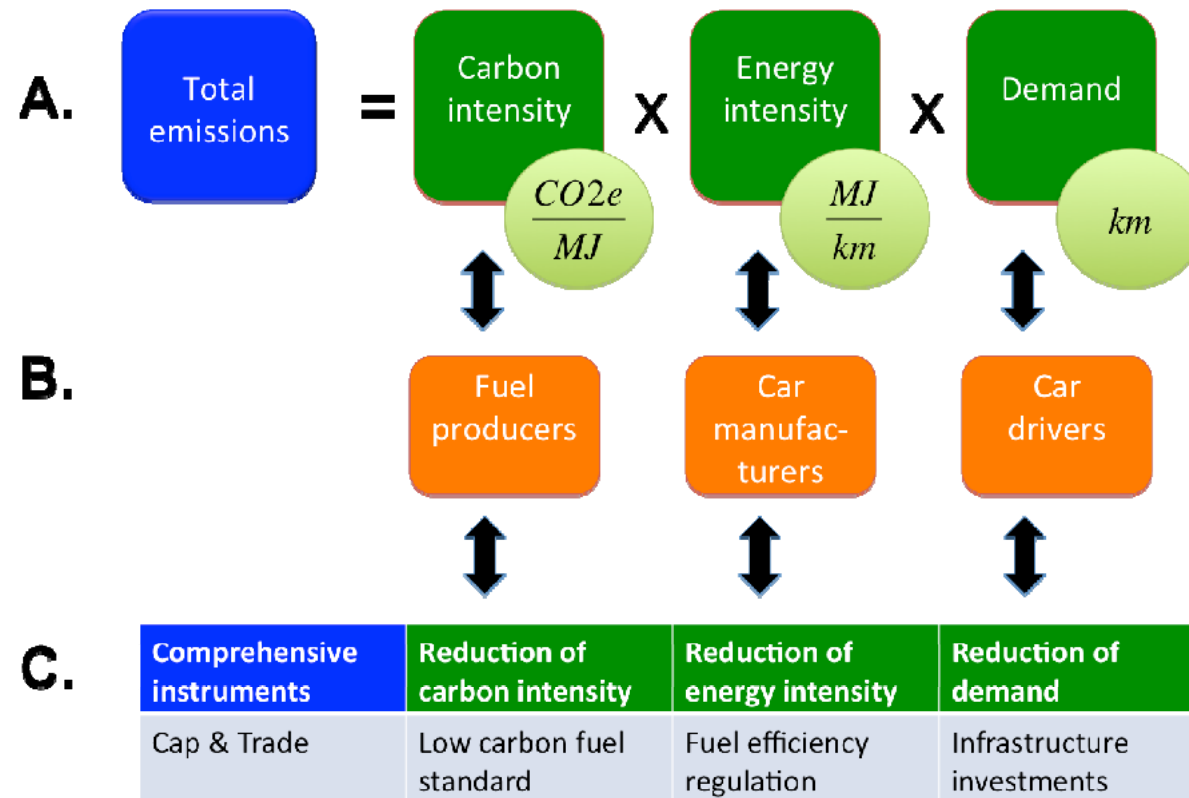 A.
Total
emissions
=
Carbon
intensity
CO2e
MJ
X
Energy
intensity
MJ
km
X
Demand
km
B.
Fuel
producers
Car
manufac-
turers
Car
drivers
C.
Comprehensive
instruments
Reduction of
carbon intensity
Reduction of
energy intensity
Reduction of
demand
Cap & Trade
Low carbon fuel
standard
Fuel efficiency
regulation
Infrastructure
investments